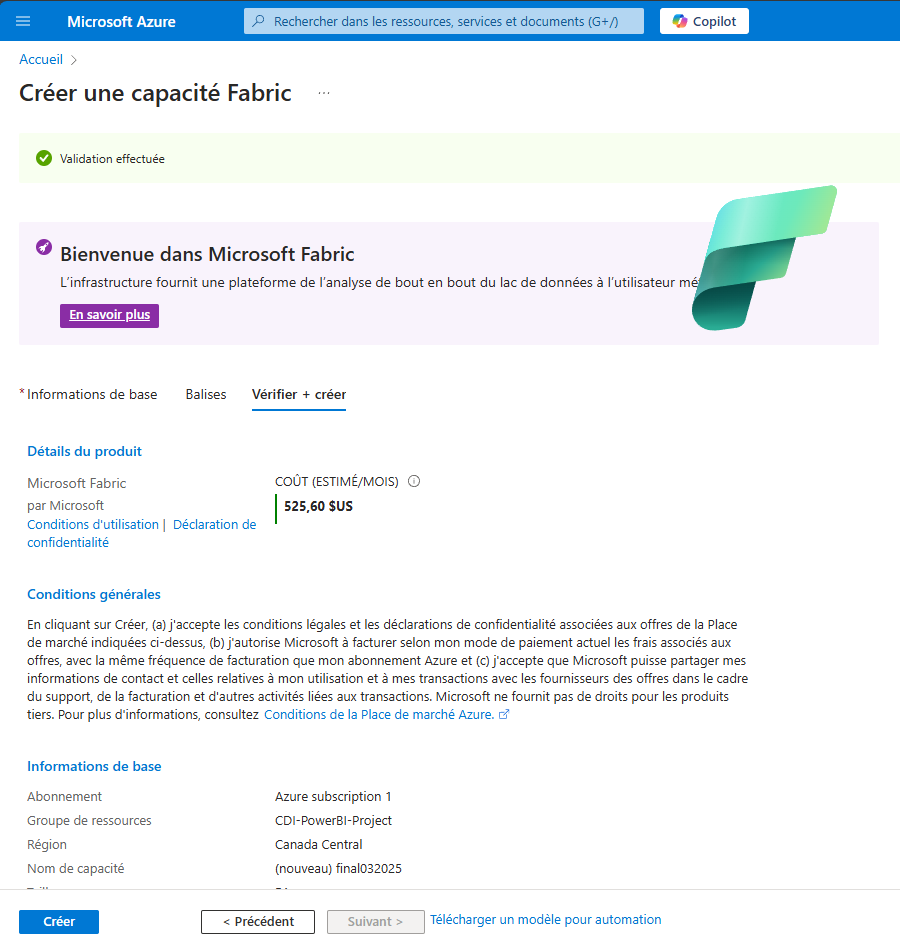 Microsoft Azure
Rechercher dans les ressources, services et documents (G+/)
Copilot
Accueil
Créer une capacité Fabric
...
Validation effectuée
Bienvenue dans Microsoft Fabric
L’infrastructure fournit une plateforme de l’analyse de bout en bout du lac de données à l’utilisateur
En savoir plus
* Informations de base
Balises
Vérifier + créer
Détails du produit
Microsoft Fabric
par Microsoft
Conditions d'utilisation | Déclaration de
confidentialité
COÛT (ESTIMÉ/MOIS)
525,60 $US
Conditions générales
En cliquant sur Créer, (a) j'accepte les conditions légales et les déclarations de confidentialité associées aux offres de la Place
de marché indiquées ci-dessus, (b) j'autorise Microsoft à facturer selon mon mode de paiement actuel les frais associés aux
offres, avec la même fréquence de facturation que mon abonnement Azure et (c) j'accepte que Microsoft puisse partager mes
informations de contact et celles relatives à mon utilisation et à mes transactions avec les fournisseurs des offres dans le cadre
du support, de la facturation et d'autres activités liées aux transactions. Microsoft ne fournit pas de droits pour les produits
tiers. Pour plus d'informations, consultez Conditions de la Place de marché Azure.
Informations de base
Abonnement
Azure subscription 1
Groupe de ressources
CDI-PowerBI-Project
Région
Canada Central
Nom de capacité
(nouveau) final032025
Créer
< Précédent
Suivant >
Télécharger un modèle pour automation